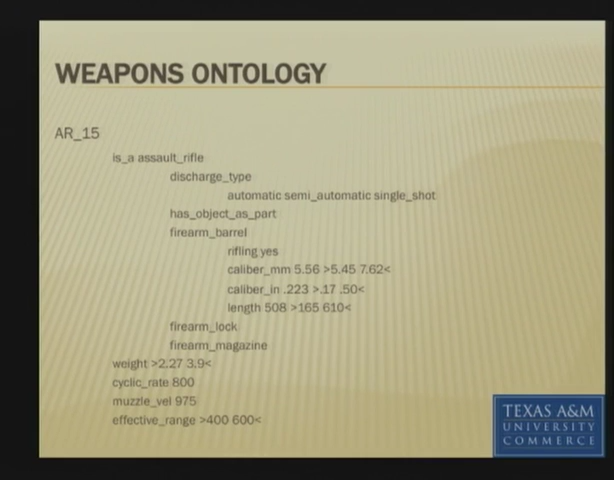 WEAPONS ONTOLOGY
AR_15
is_a assault_rifle
discharge_type
automatic semi_automatic single_shot
has_object_as_part
firearm_barrel
rifling yes
caliber_mm 5.56 >5.45 7.62<
caliber_in .223 >.17 .50<
length 508 >165 610<
firearm_lock
firearm_magazine
weight >2.27 3.9<
cyclic_rate 800
muzzle_vel 975
effective_range >400 600<
TEXAS A&M
UNIVERSITY
COMMERCE